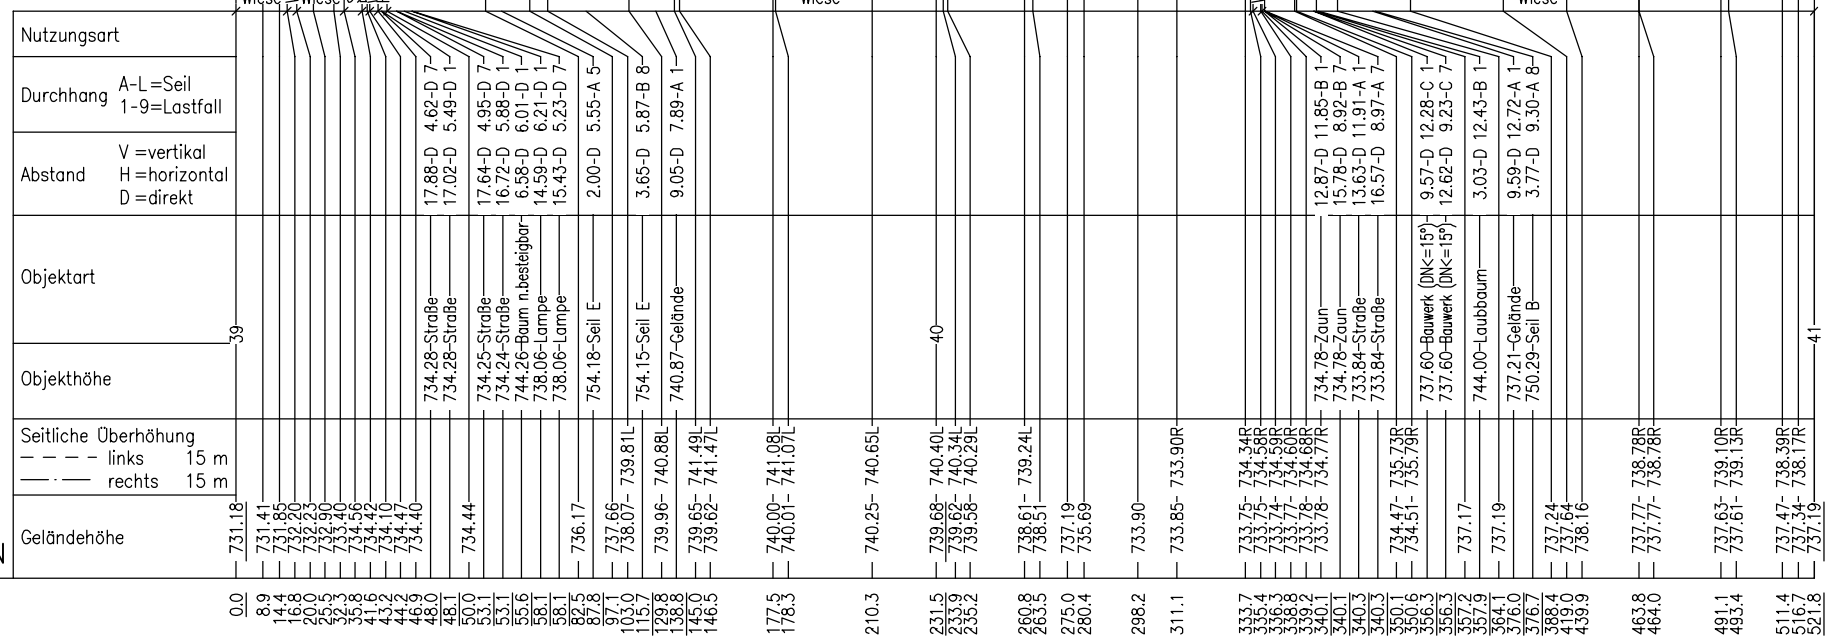 Wiese Wiese Wiese Wiese
Nutzungsart
Durchhang A-L=Seil
1-9=Lastfall
4.62-D 7
5.49-D 1
4.95-D 7
5.88-D 1
6.01-D 1
6.21-D 1
5.23-D 7
5.55-A 5
5.87-B 8
7.89-A 1
11.85-B 1
8.92-B 7
11.91-A 1
8.97-A 7
12.28-C 1
9.23-C 7
12.43-B 1
12.72-A 1
9.30-A 8
Abstand V =vertikal
H =horizontal
D =direkt
17.88-D
17.02-D
17.64-D
16.72-D
6.58-D
14.59-D
15.43-D
2.00-D
3.65-D
9.05-D
12.87-D
15.78-D
13.63-D
16.57-D
9.57-D
12.62-D
3.03-D
9.59-D
3.77-D
Objektart
Objekthöhe
39
734.28-Straße
734.28-Straße
734.25-Straße
734.24-Straße
744.26-Baum n.besteigbar
738.06-Lampe
738.06-Lampe
754.18-Seil E
754.15-Seil E
740.87-Gelände
40
734.78-Zaun
734.78-Zaun
733.84-Straße
733.84-Straße
737.60-Bauwerk (DN<=15°)
737.60-Bauwerk (DN<=15°)
744.00-Laubbaum
737.21-Gelände
750.29-Seil B
41
Seitliche Überhöhung
links 15 m
rechts 15 m
Geländehöhe
731.18
731.41
731.85
732.20
732.23
732.90
733.40
734.56
734.42
734.10
734.47
734.40
734.44
736.17
737.66
738.07- 739.81L
739.96- 740.88L
739.65- 741.49L
739.62- 741.47L
740.00- 741.08L
740.01- 741.07L
740.25- 740.65L
739.68- 740.40L
739.62- 740.34L
739.58- 740.29L
738.61- 739.24L
738.51
737.19
735.69
733.90
733.85- 733.90R
733.75- 734.34R
733.75- 734.58R
733.74- 734.59R
733.77- 734.60R
733.78- 734.68R
733.78- 734.77R
734.47- 735.73R
734.51- 735.79R
737.17
737.19
737.24
737.64
738.16
737.77- 738.78R
737.77- 738.78R
737.63- 739.10R
737.61- 739.13R
737.47- 738.39R
737.34- 738.17R
737.19
0.0
8.9
14.4
16.8
20.0
25.5
32.3
35.8
41.6
43.2
44.2
46.9
48.0
48.1
50.0
53.1
53.1
55.6
58.1
58.1
82.5
87.8
97.1
103.0
115.7
129.8
138.8
145.0
146.5
177.5
178.3
210.3
231.5
233.9
235.2
260.8
263.5
275.0
280.4
298.2
311.1
333.7
335.4
336.3
338.8
339.2
340.1
340.1
340.3
340.3
350.1
350.6
356.3
356.3
357.2
357.9
364.1
376.0
376.7
388.4
419.0
439.9
463.8
464.0
491.1
493.4
511.4
516.7
521.8